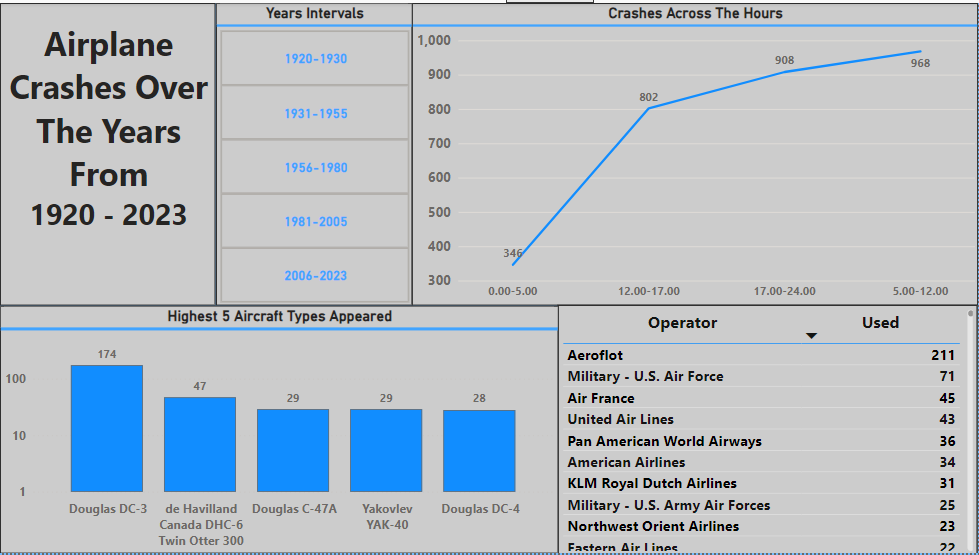 Airplane
Crashes Over
The Years
From
1920 - 2023
Years Intervals
1920-1930
1931-1955
1956-1980
1981-2005
2006-2023
Crashes Across The Hours
1,000
900
800
700
600
500
400
300
346
802
908
968
0.00-5.00
12.00-17.00
17.00-24.00
5.00-12.00
Highest 5 Aircraft Types Appeared
100
10
1
174
47
29
29
28
Douglas DC-3
de Havilland
Canada DHC-6
Twin Otter 300
Douglas C-47A
Yakovlev
YAK-40
Douglas DC-4
Operator Used
Aeroflot 211
Military - U.S. Air Force 71
Air France 45
United Air Lines 43
Pan American World Airways 36
American Airlines 34
KLM Royal Dutch Airlines 31
Military - U.S. Army Air Forces 25
Northwest Orient Airlines 23
Eastern Air Lines 22